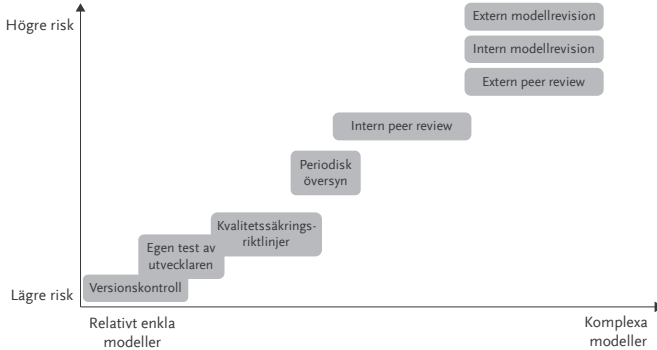 Extern modellrevision
Högre risk
Intern modellrevision
Extern peer review
Intern peer review
Periodisk
översyn
Kvalitetssäkrings-
riktlinjer
Egen test av
utvecklaren
Versionskontroll
Lägre risk
Relativt enkla
modeller
Komplexa
modeller